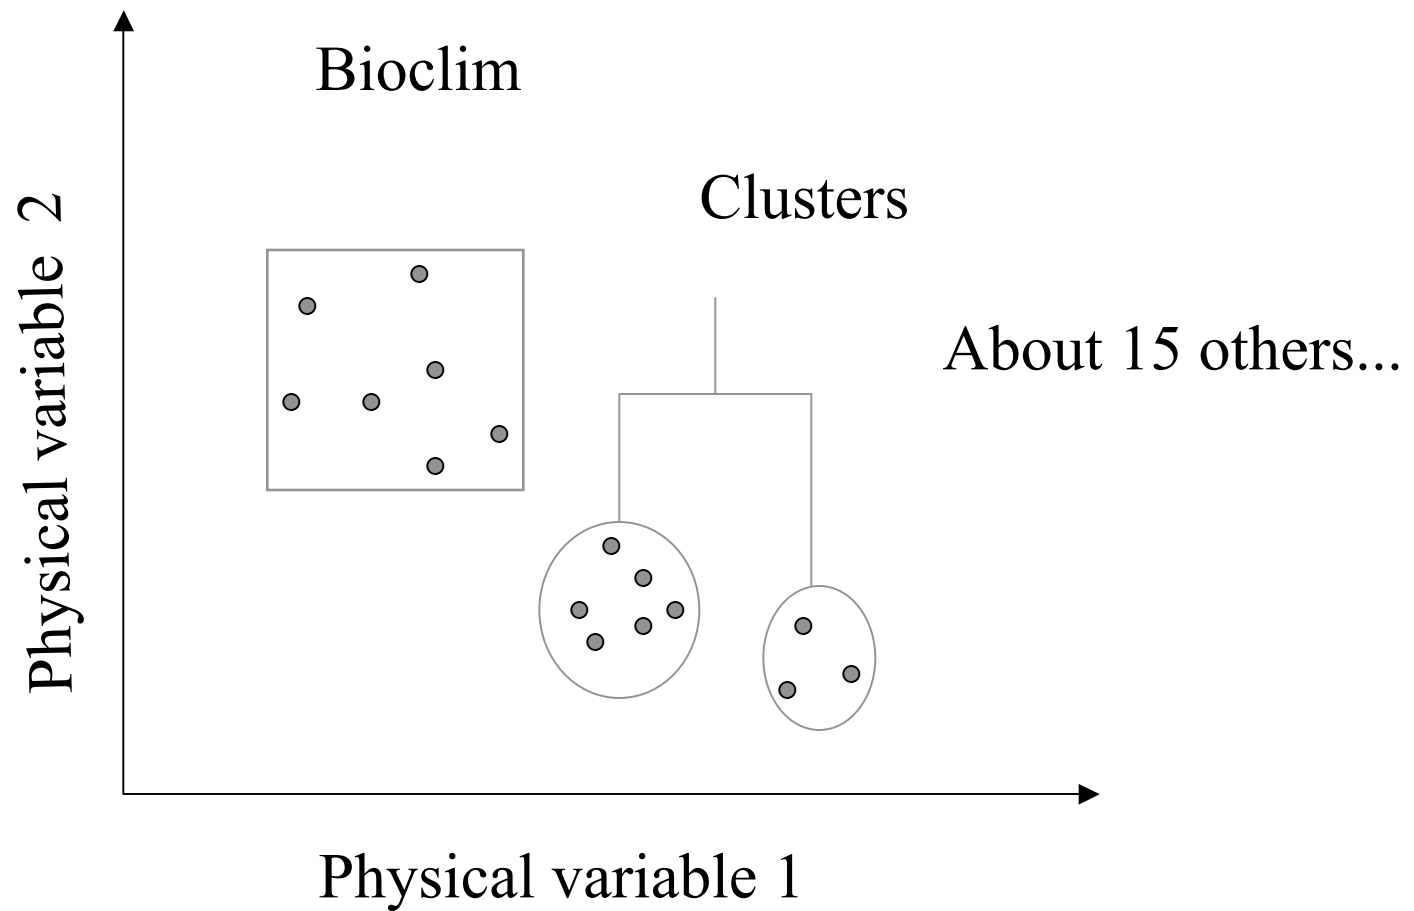 Bioclim
Clusters
About 15 others...
Physical variable 2
Physical variable 1